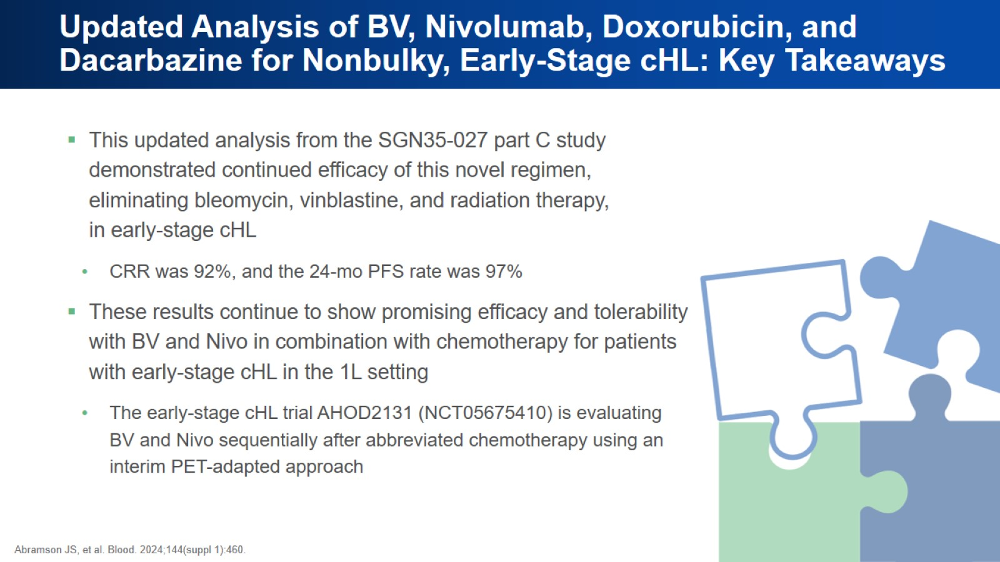 Updated Analysis of BV, Nivolumab, Doxorubicin, and
Dacarbazine for Nonbulky, Early-Stage cHL: Key Takeaways
▪ This updated analysis from the SGN35-027 part C study
demonstrated continued efficacy of this novel regimen,
eliminating bleomycin, vinblastine, and radiation therapy,
in early-stage cHL
• CRR was 92%, and the 24-mo PFS rate was 97%
▪ These results continue to show promising efficacy and tolerability
with BV and Nivo in combination with chemotherapy for patients
with early-stage cHL in the 1L setting
• The early-stage cHL trial AHOD2131 (NCT05675410) is evaluating
BV and Nivo sequentially after abbreviated chemotherapy using an
interim PET-adapted approach
Abramson JS, et al. Blood. 2024;144(suppl 1):460.